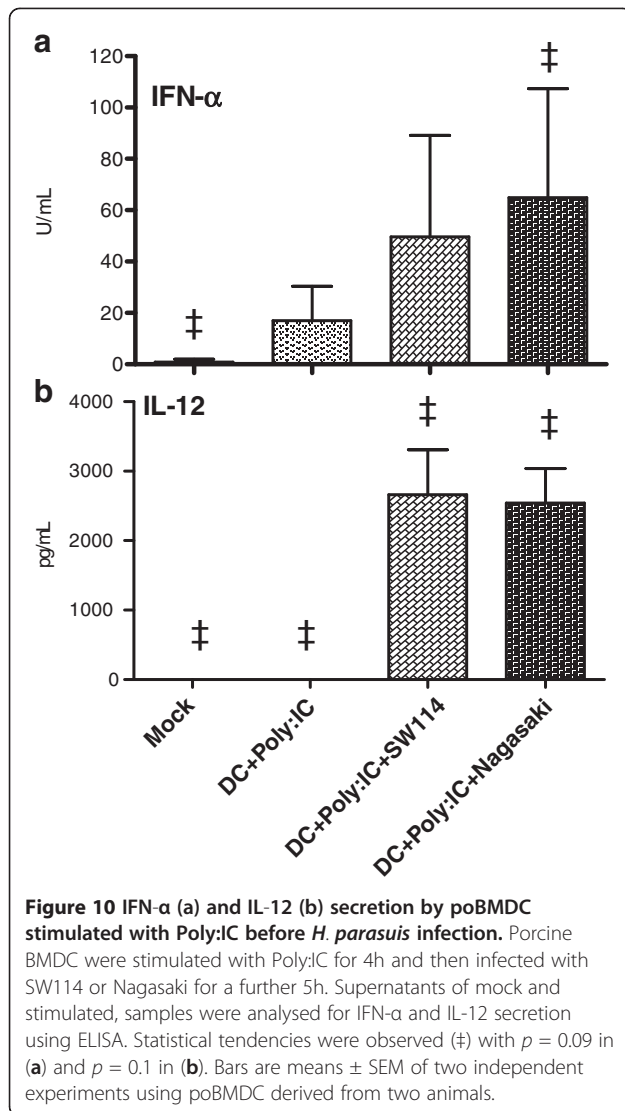 a
120
100
80
60
40
20
0
U/mL
IFN-α
‡
‡
b
4000
3000
2000
1000
0
pg/mL
IL-12
‡
‡
‡
‡
Mock
DC+Poly:IC
DC+Poly:IC+SW114
DC+Poly:IC+Nagasaki
Figure 10 IFN-α (a) and IL-12 (b) secretion by poBMDC
stimulated with Poly:IC before H. parasuis infection. Porcine
BMDC were stimulated with Poly:IC for 4h and then infected with
SW114 or Nagasaki for a further 5h. Supernatants of mock and
stimulated, samples were analysed for IFN-α and IL-12 secretion
using ELISA. Statistical tendencies were observed (‡) with p = 0.09 in
(a) and p = 0.1 in (b). Bars are means ± SEM of two independent
experiments using poBMDC derived from two animals.